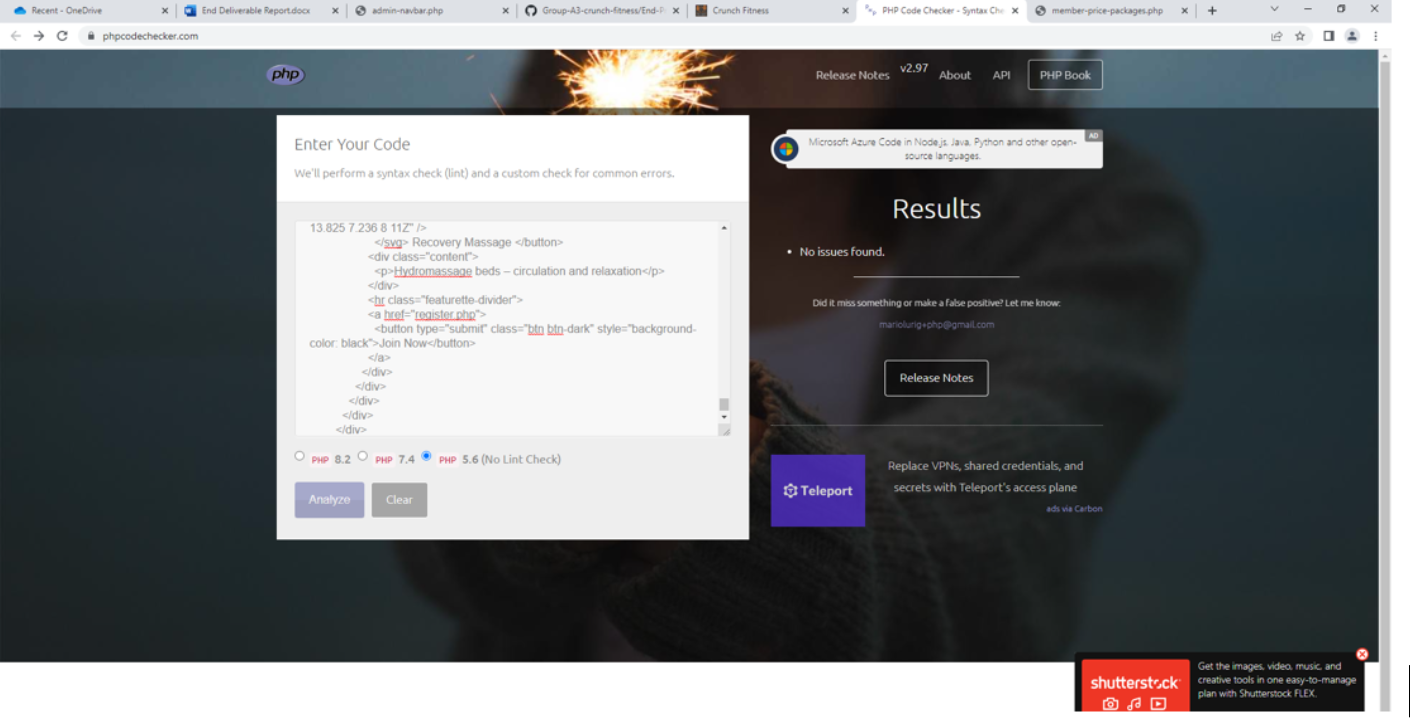 Recent - OneDrive
End Deliverable Report.docx
admin-navbar.php
Group-A3-crunch-fitness/End-P
Crunch Fitness
PHP Code Checker - Syntax Che
member-price-packages.php
phpcodechecker.com
php
Release Notes v2.97 About API PHP Book
Enter Your Code
We'll perform a syntax check (lint) and a custom check for common errors.
13.825 7.236 8 11Z" />
</svg> Recovery Massage </button>
<div class="content">
<p>Hydromassage beds – circulation and relaxation</p>
</div>
<hr class="featurette-divider">
<a href="register.php">
<button type="submit" class="btn btn-dark" style="background-
color: black">Join Now</button>
</a>
</div>
</div>
</div>
</div>
</div>
PHP 8.2 PHP 7.4 PHP 5.6 (No Lint Check)
Analyze Clear
AD
Microsoft Azure Code in Node.js, Java, Python and other open-
source languages.
Results
• No issues found.
Did it miss something or make a false positive? Let me know:
mariolurig+php@gmail.com
Release Notes
Teleport
Replace VPNs, shared credentials, and
secrets with Teleport's access plane
ads via Carbon
shutterstock
Get the images, video, music, and
creative tools in one easy-to-manage
plan with Shutterstock FLEX.